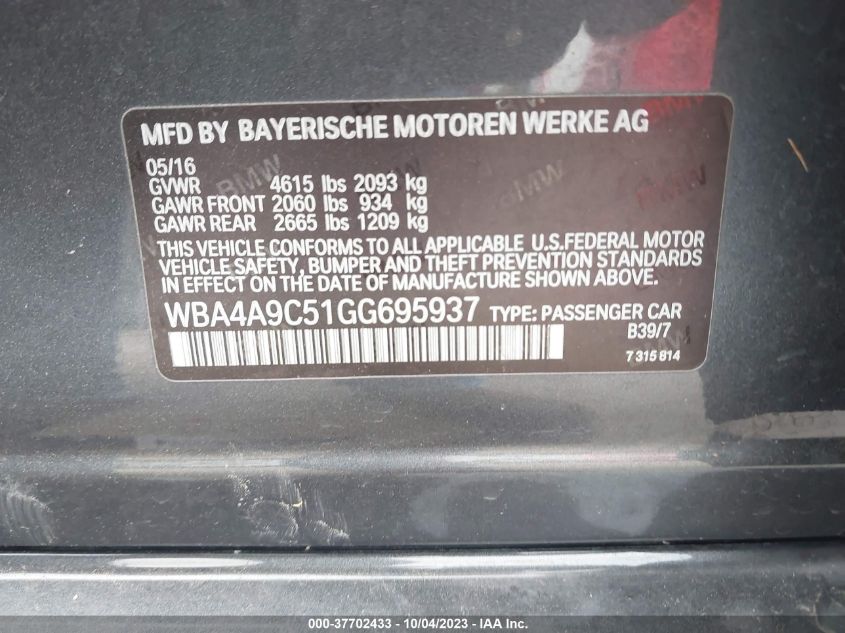 MFD BY BAYERISCHE MOTOREN WERKE AG
05/16
GVWR 4615 lbs 2093 kg
GAWR FRONT 2060 lbs 934 kg
GAWR REAR 2665 lbs 1209 kg
THIS VEHICLE CONFORMS TO ALL APPLICABLE U.S.FEDERAL MOTOR
VEHICLE SAFETY, BUMPER AND THEFT PREVENTION STANDARDS
IN EFFECT ON THE DATE OF MANUFACTURE SHOWN ABOVE.
WBA4A9C51GG695937 TYPE: PASSENGER CAR
B39/7
7 315 814
000-37702433 - 10/04/2023 - IAA Inc.